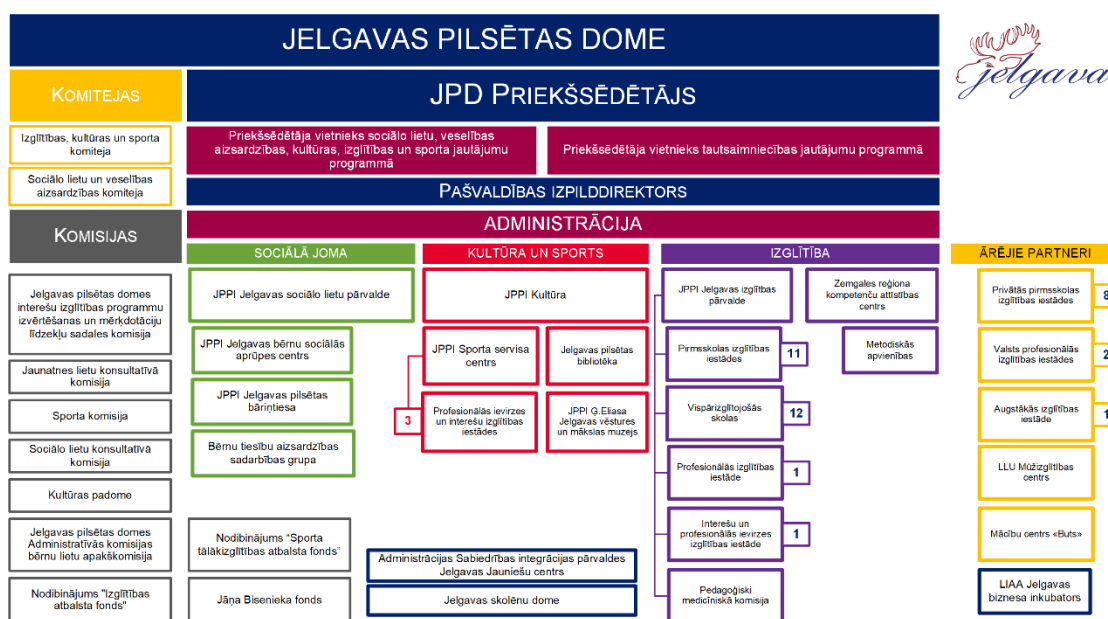 JELGAVAS PILSĒTAS DOME
jelgava
KOMITEJAS
JPD PRIEKŠSĒDĒTĀJS
Izglītības, kultūras un sporta
komiteja
Sociālo lietu un veselības
aizsardzības komiteja
Priekšsēdētāja vietnieks sociālo lietu, veselības
aizsardzības, kultūras, izglītības un sporta jautājumu
programmā
Priekšsēdētāja vietnieks tautsaimniecības jautājumu programmā
PAŠVALDĪBAS IZPILDDIREKTORS
ADMINISTRĀCIJA
KOMISIJAS
Jelgavas pilsētas domes
interešu izglītības programmu
izvērtēšanas un mērķdotāciju
līdzekļu sadales komisija
Jaunatnes lietu konsultatīvā
komisija
Sporta komisija
Sociālo lietu konsultatīvā
komisija
Kultūras padome
Jelgavas pilsētas domes
Administratīvās komisijas
bērnu lietu apakškomisija
Nodibinājums "Izglītības
atbalsta fonds"
SOCIĀLĀ JOMA
JPPI Jelgavas sociālo lietu pārvalde
JPPI Jelgavas bērnu sociālās
aprūpes centrs
JPPI Jelgavas pilsētas
bāriņtiesa
Bērnu tiesību aizsardzības
sadarbības grupa
Nodibinājums "Sporta
tālākizglītības atbalsta fonds"
Jāņa Bisenieka fonds
KULTŪRA UN SPORTS
JPPI Kultūra
JPPI Sporta servisa
centrs
Jelgavas pilsētas
bibliotēka
3
Profesionālās ievirzes
un interešu izglītības
iestādes
JPPI Ģ.Eliasa
Jelgavas vēstures
un mākslas muzejs
Administrācijas Sabiedrības integrācijas pārvaldes
Jelgavas Jauniešu centrs
Jelgavas skolēnu dome
IZGLĪTĪBA
JPPI Jelgavas izglītbas
pārvalde
Zemgales reģiona
kompetenču attīstības
centrs
Pirmsskolas izglītības
iestādes
11
Metodiskās
apvienības
Vispārizglītojošās
skolas
12
Profesionālās izglītības
iestāde
1
Interešu un
profesionālās ievirzes
izglītības iestāde
1
Pedagoģiski
medicīniskā komisija
ĀRĒJIE PARTNERI
Privātās pirmsskolas
izglītības iestādes
8
Valsts profesionālās
izglītības iestādes
2
Augstākās izglītības
iestāde
1
LLU Mūžizglītības
centrs
Mācību centrs «Buts»
LIAA Jelgavas
biznesa inkubators